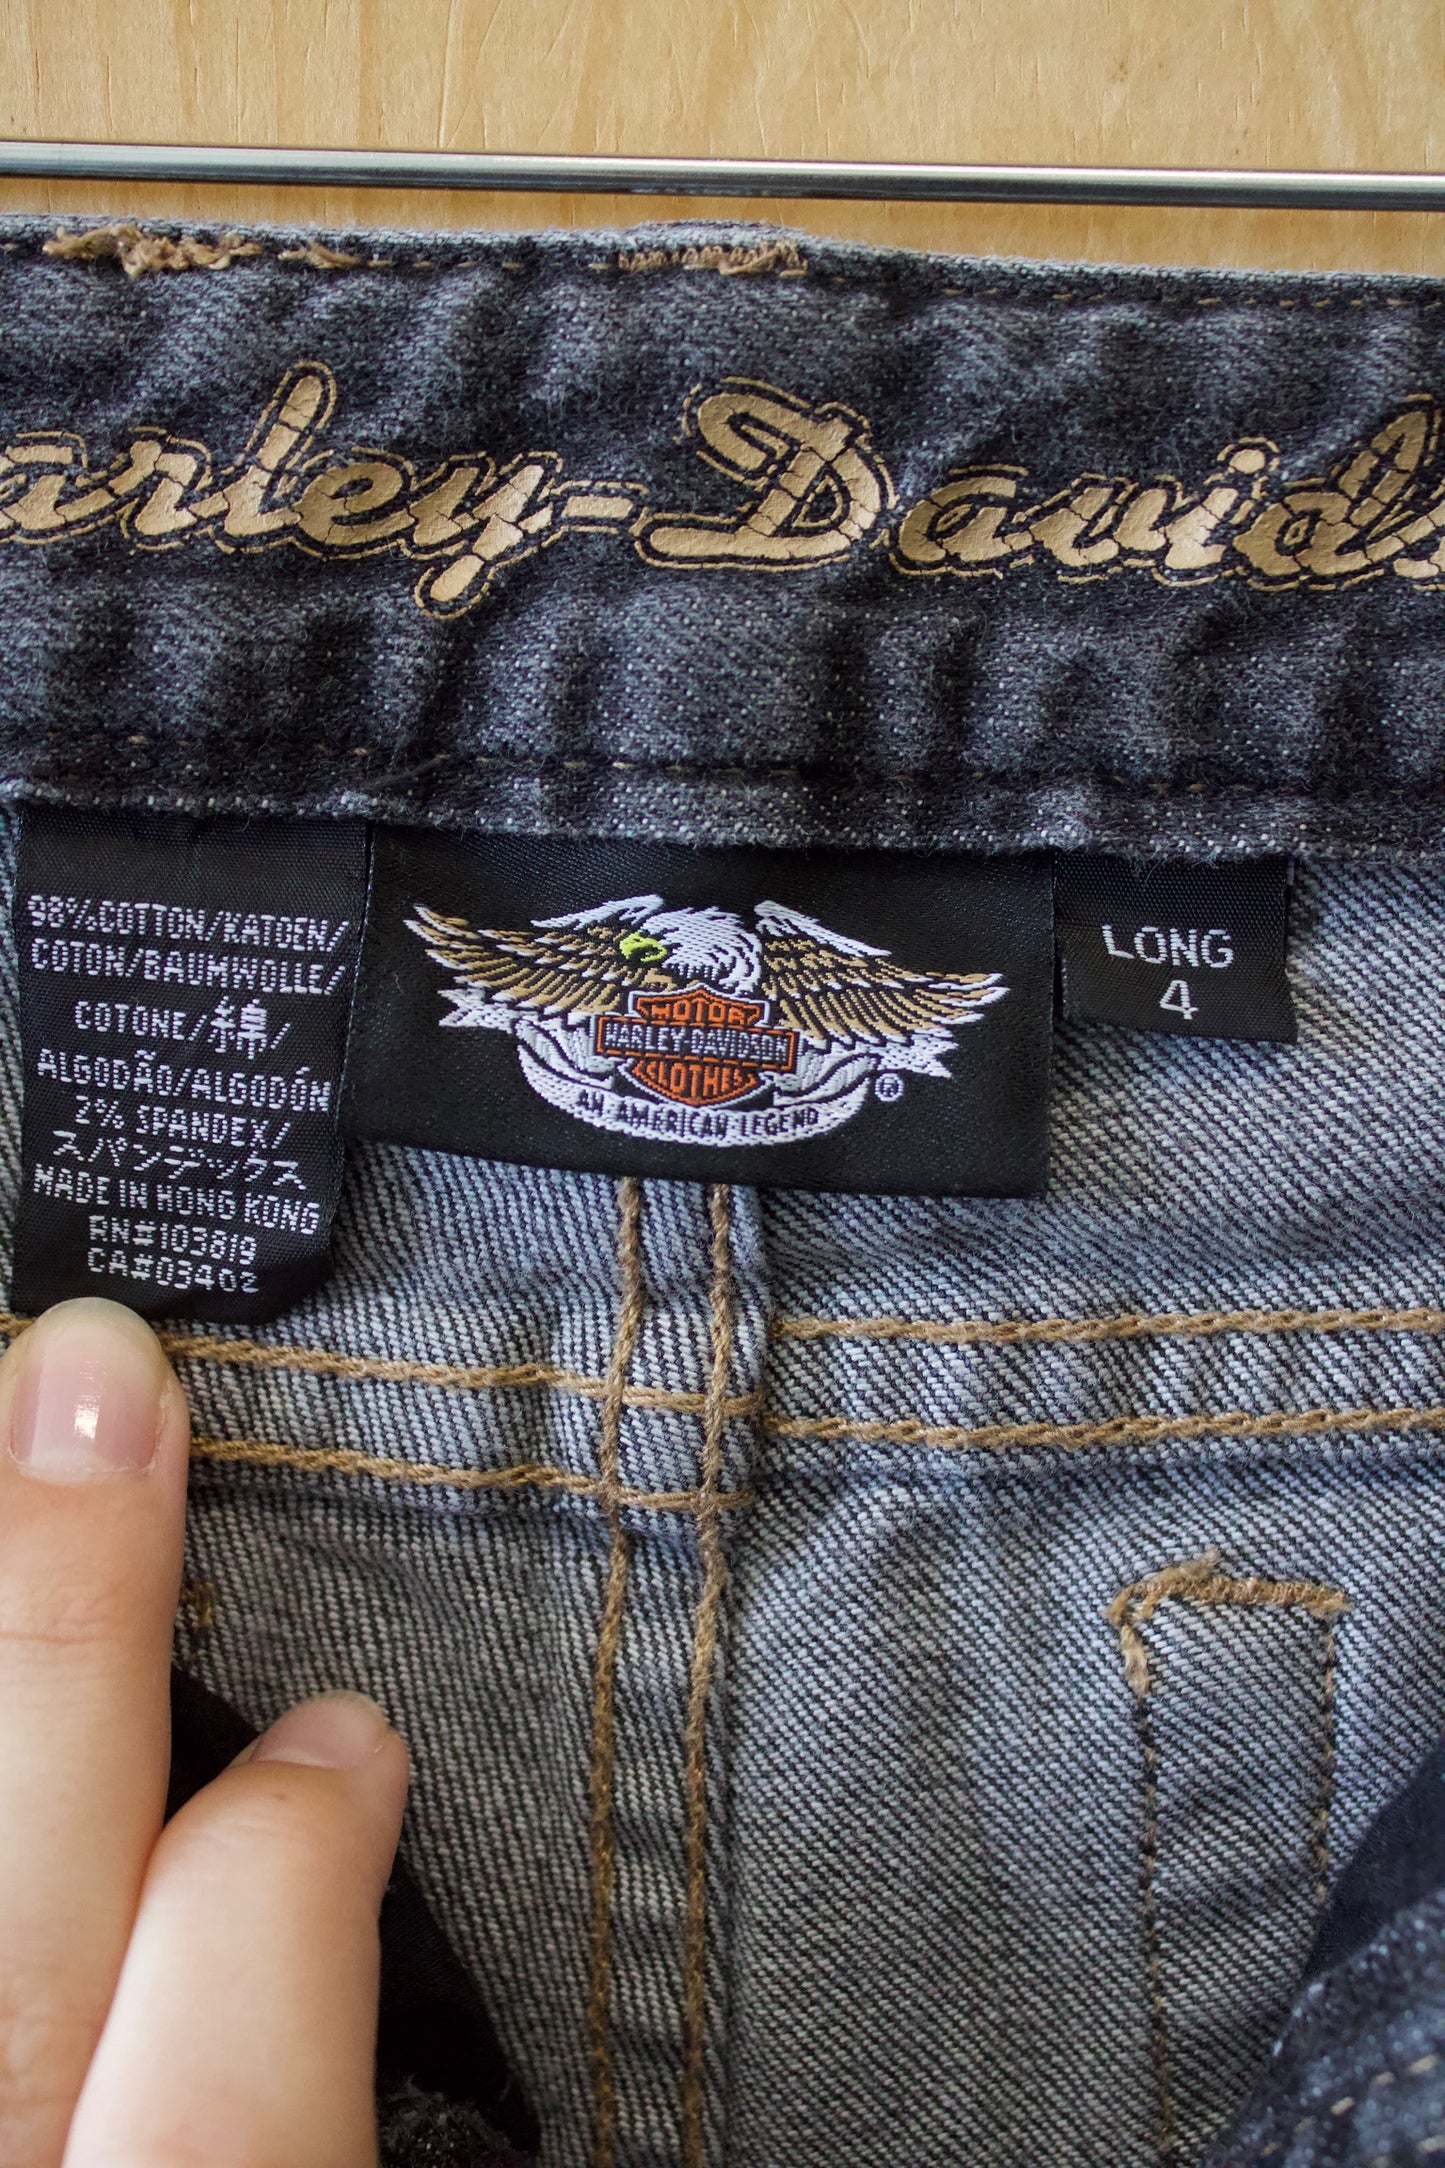 arley-Davids
98%COTTON/KATOEN/
COTON/BAUMWOLLE/
COTONE/綿/
ALGODÃO/ALGODÓN
2% SPANDEX/
スパンデックス
MADE IN HONG KONG
RN#103819
CA#03402
MOTOR
HARLEY-DAVIDSON
CLOTHES
®
AN AMERICAN LEGEND
LONG
4